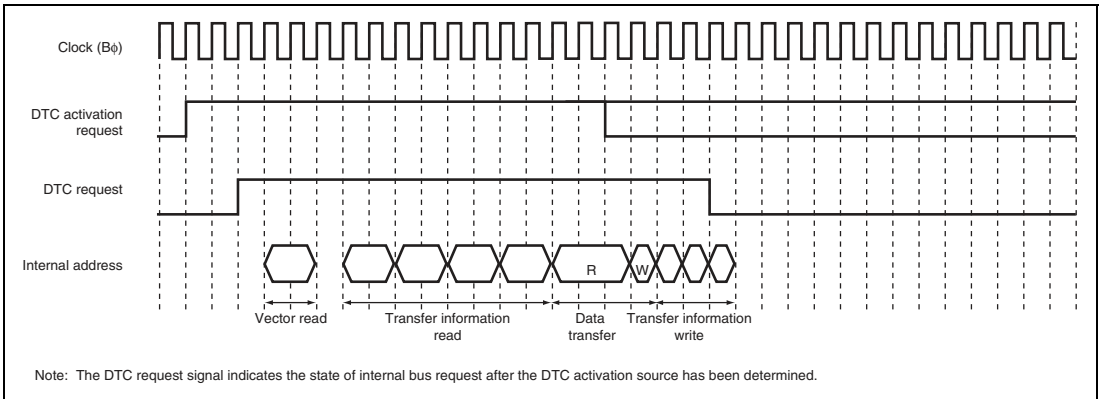 Clock (Bφ)
DTC activation
request
DTC request
Internal address
R
W
Vector read
Transfer information
read
Data
transfer
Transfer information
write
Note: The DTC request signal indicates the state of internal bus request after the DTC activation source has been determined.